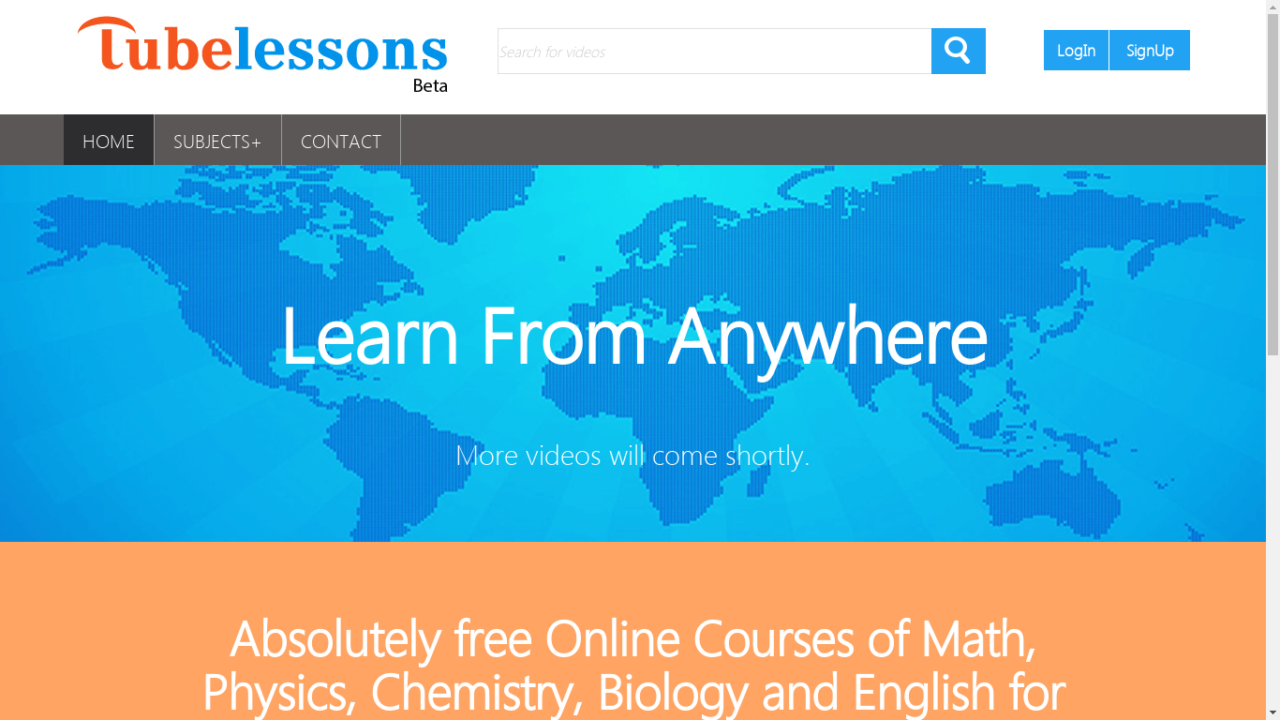 Tubelessons
Beta
Search for videos
LogIn
SignUp
HOME
SUBJECTS+
CONTACT
Learn From Anywhere
More videos will come shortly.
Absolutely free Online Courses of Math,
Physics, Chemistry, Biology and English for